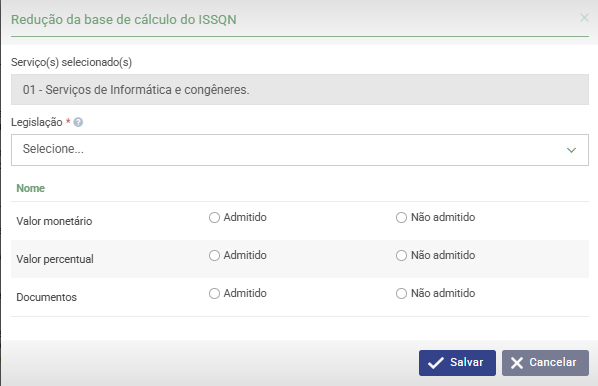 Redução da base de cálculo do ISSQN
Serviço(s) selecionado(s)
01 - Serviços de Informática e congêneres.
Legislação * ?
Selecione...
Nome
Valor monetário Admitido Não admitido
Valor percentual Admitido Não admitido
Documentos Admitido Não admitido
Salvar Cancelar